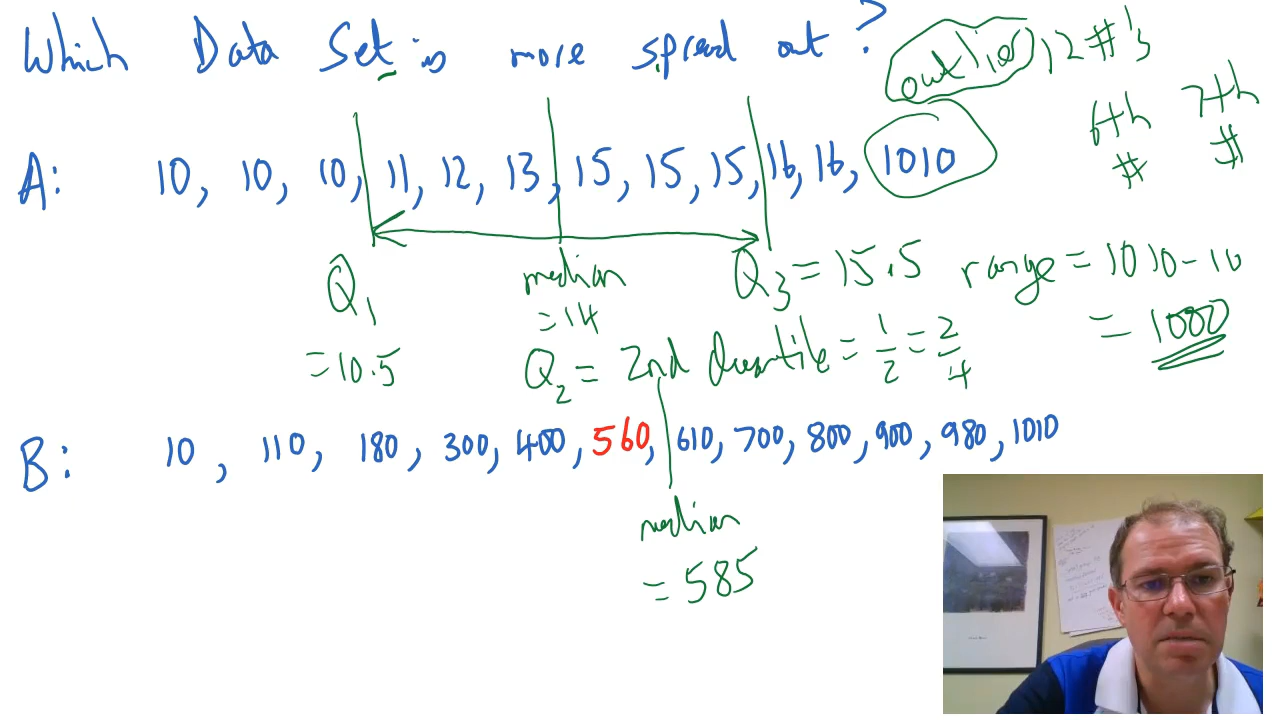 Which Data Set is more spread out?
outlier 12 #'s
6th # 7th #
A: 10, 10, 10, 11, 12, 13, 15, 15, 15, 16, 16, 1010
Q1 = 10.5
median = 14
Q3 = 15.5
range = 1010 - 10
= 1000
Q2 = 2nd Quartile = 1/2 = 2/4
B: 10, 110, 180, 300, 400, 560, 610, 700, 800, 900, 980, 1010
median
= 585